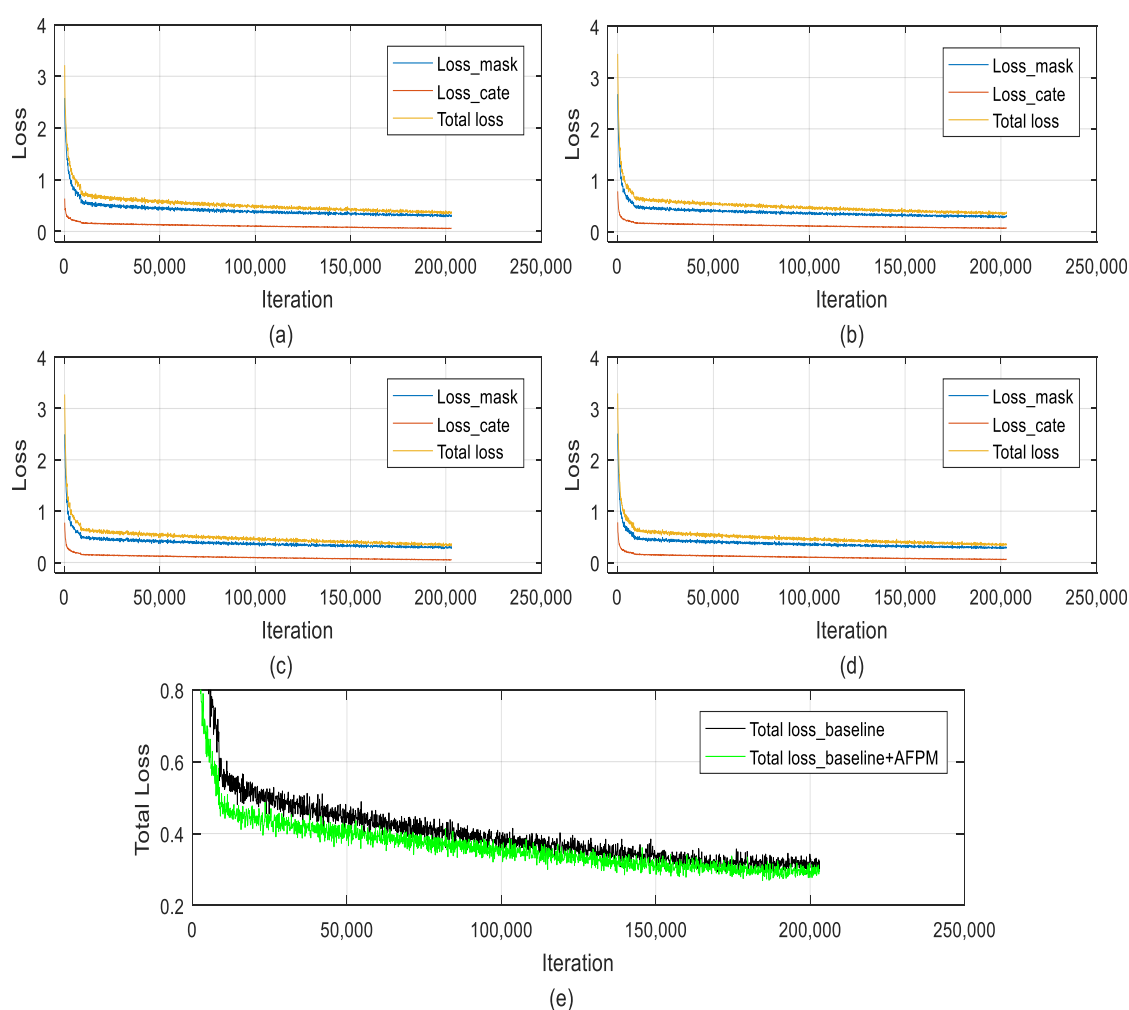 4
3
2
1
0
Loss
Loss_mask
Loss_cate
Total loss
0
50,000
100,000
150,000
200,000
250,000
Iteration
(a)
4
3
2
1
0
Loss
Loss_mask
Loss_cate
Total loss
0
50,000
100,000
150,000
200,000
250,000
Iteration
(b)
4
3
2
1
0
Loss
Loss_mask
Loss_cate
Total loss
0
50,000
100,000
150,000
200,000
250,000
Iteration
(c)
4
3
2
1
0
Loss
Loss_mask
Loss_cate
Total loss
0
50,000
100,000
150,000
200,000
250,000
Iteration
(d)
0.8
0.6
0.4
0.2
Total Loss
Total loss_baseline
Total loss_baseline+AFPM
0
50,000
100,000
150,000
200,000
250,000
Iteration
(e)